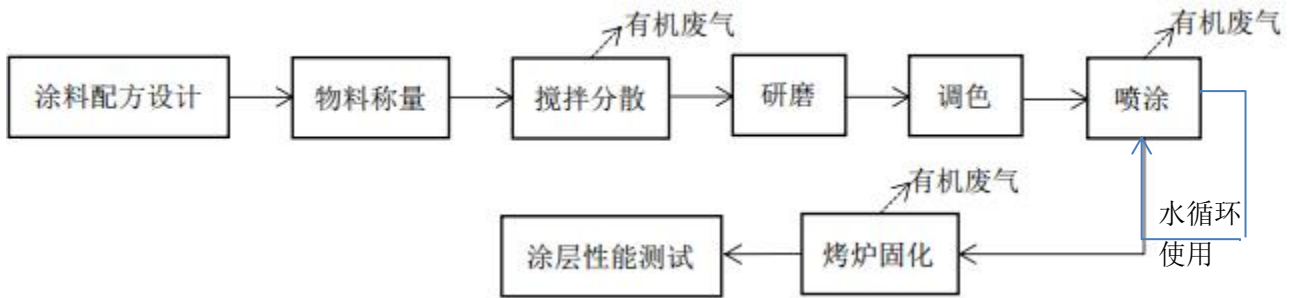 有机废气
有机废气
涂料配方设计
物料称量
搅拌分散
研磨
调色
喷涂
有机废气
水循环
使用
涂层性能测试
烤炉固化